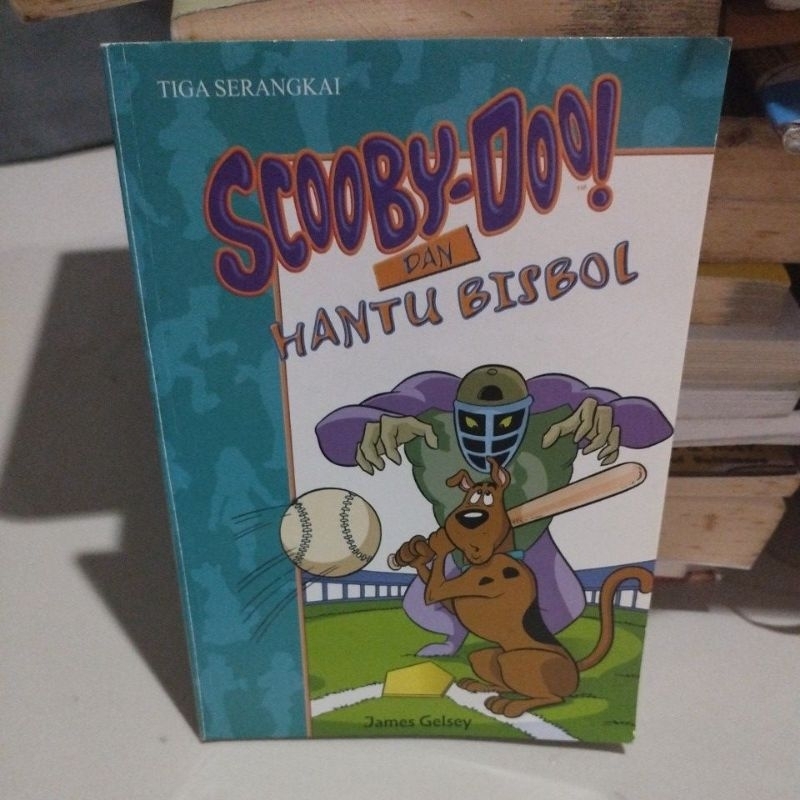 TIGA SERANGKAI
SCOOBY-DOO!
DAN
HANTU BISBOL
James Gelsey